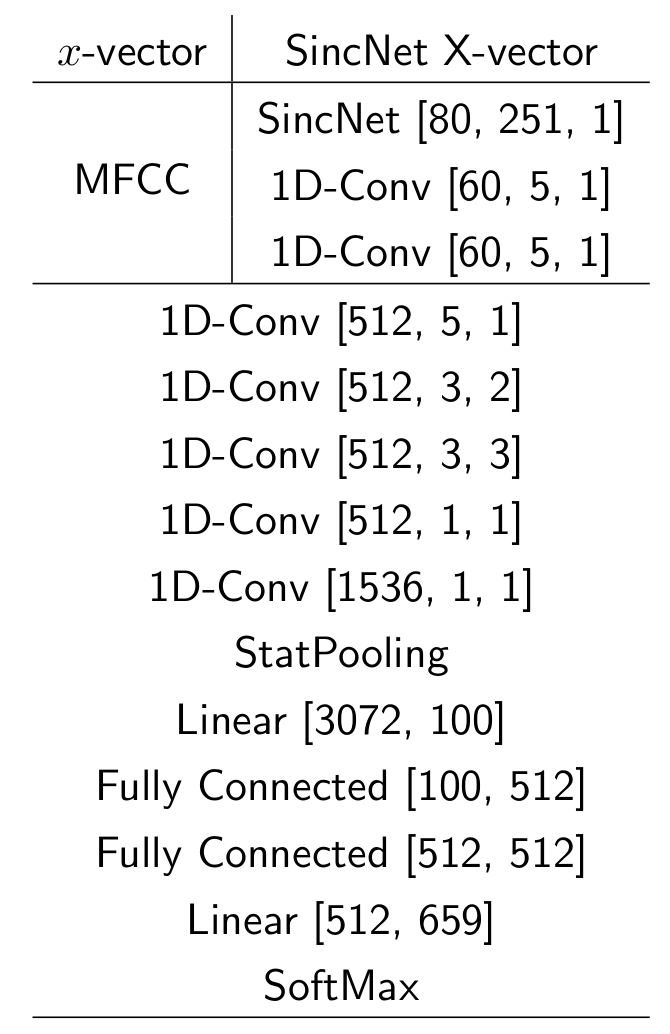 x-vector SincNet X-vector
SincNet [80, 251, 1]
MFCC
1D-Conv [60, 5, 1]
1D-Conv [60, 5, 1]
1D-Conv [512, 5, 1]
1D-Conv [512, 3, 2]
1D-Conv [512, 3, 3]
1D-Conv [512, 1, 1]
1D-Conv [1536, 1, 1]
StatPooling
Linear [3072, 100]
Fully Connected [100, 512]
Fully Connected [512, 512]
Linear [512, 659]
SoftMax